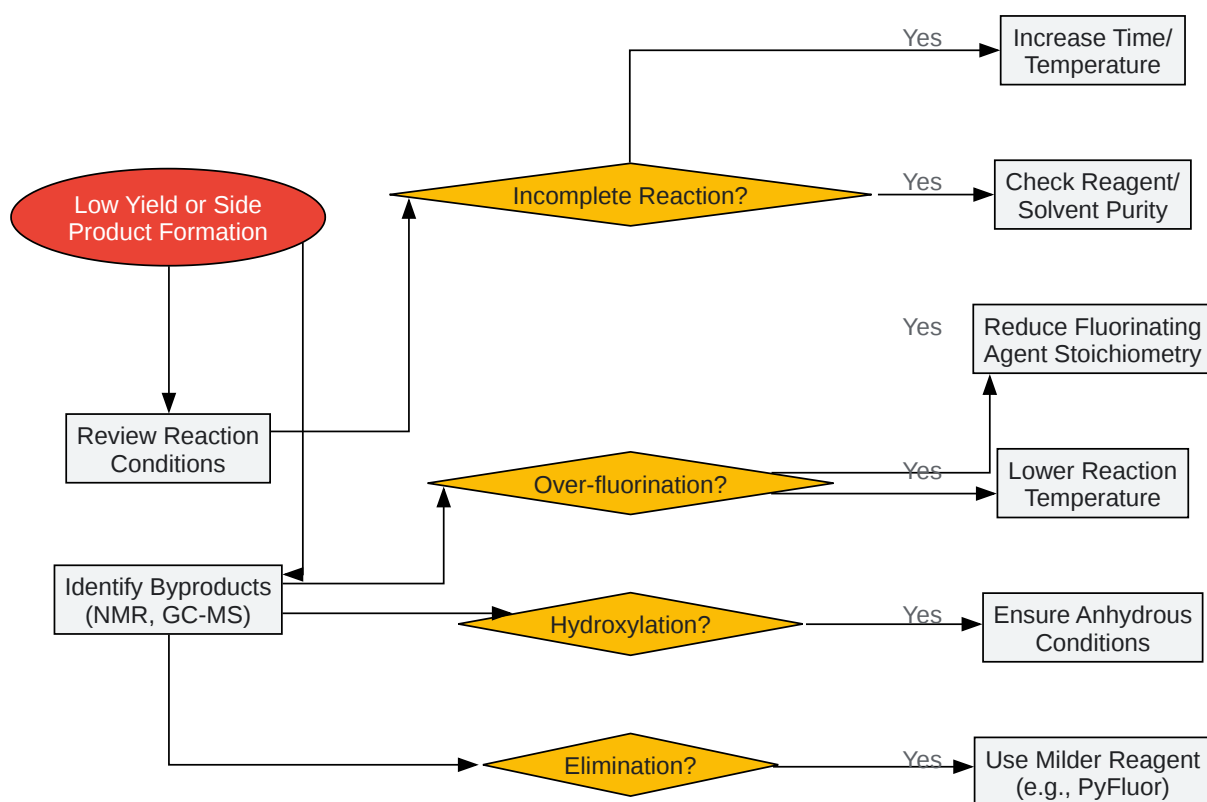 Yes
Increase Time/
Temperature
Incomplete Reaction?
Yes
Check Reagent/
Solvent Purity
Low Yield or Side
Product Formation
Yes
Reduce Fluorinating
Agent Stoichiometry
Review Reaction
Conditions
Over-fluorination?
Yes
Lower Reaction
Temperature
Identify Byproducts
(NMR, GC-MS)
Hydroxylation?
Yes
Ensure Anhydrous
Conditions
Elimination?
Yes
Use Milder Reagent
(e.g., PyFluor)